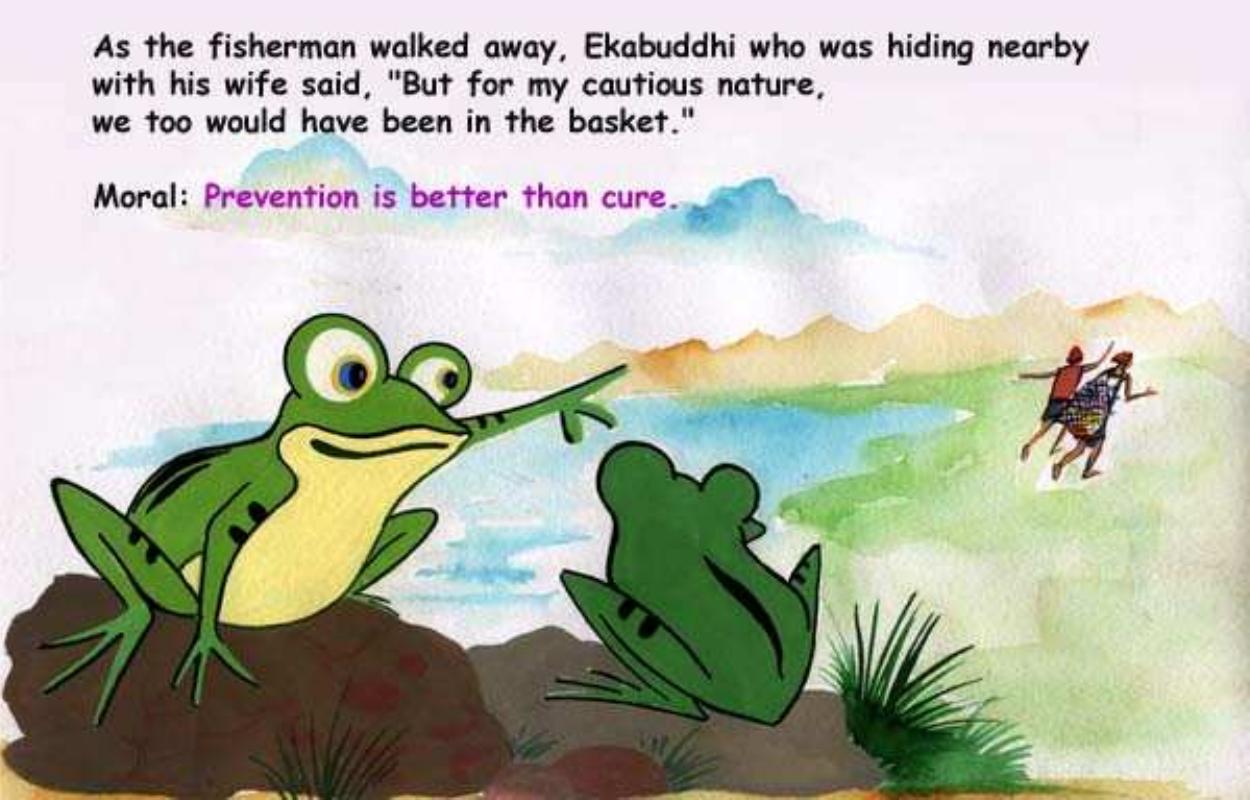 As the fisherman walked away, Ekabuddhi who was hiding nearby
with his wife said, "But for my cautious nature,
we too would have been in the basket."
Moral: Prevention is better than cure.